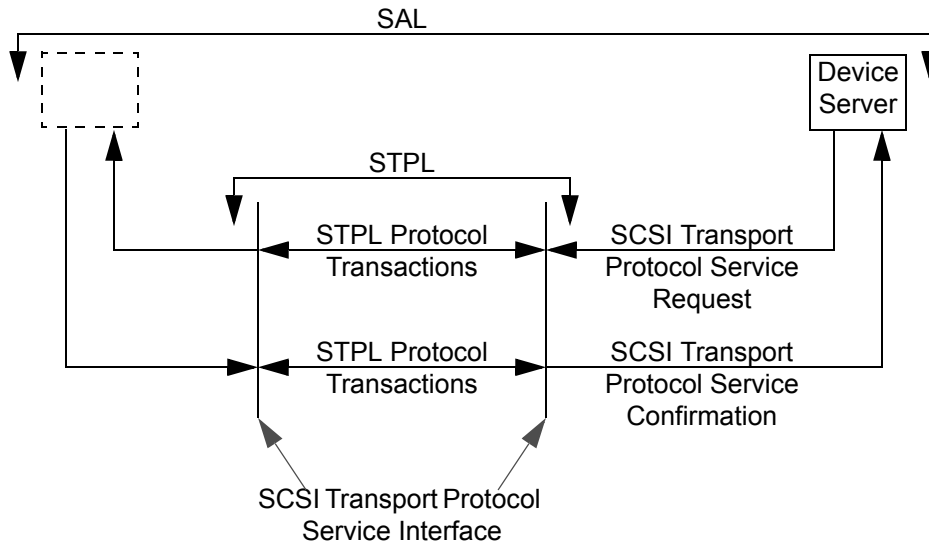 SAL
Device
Server
STPL
STPL Protocol
Transactions
SCSI Transport
Protocol Service
Request
STPL Protocol
Transactions
SCSI Transport
Protocol Service
Confirmation
SCSI Transport Protocol
Service Interface